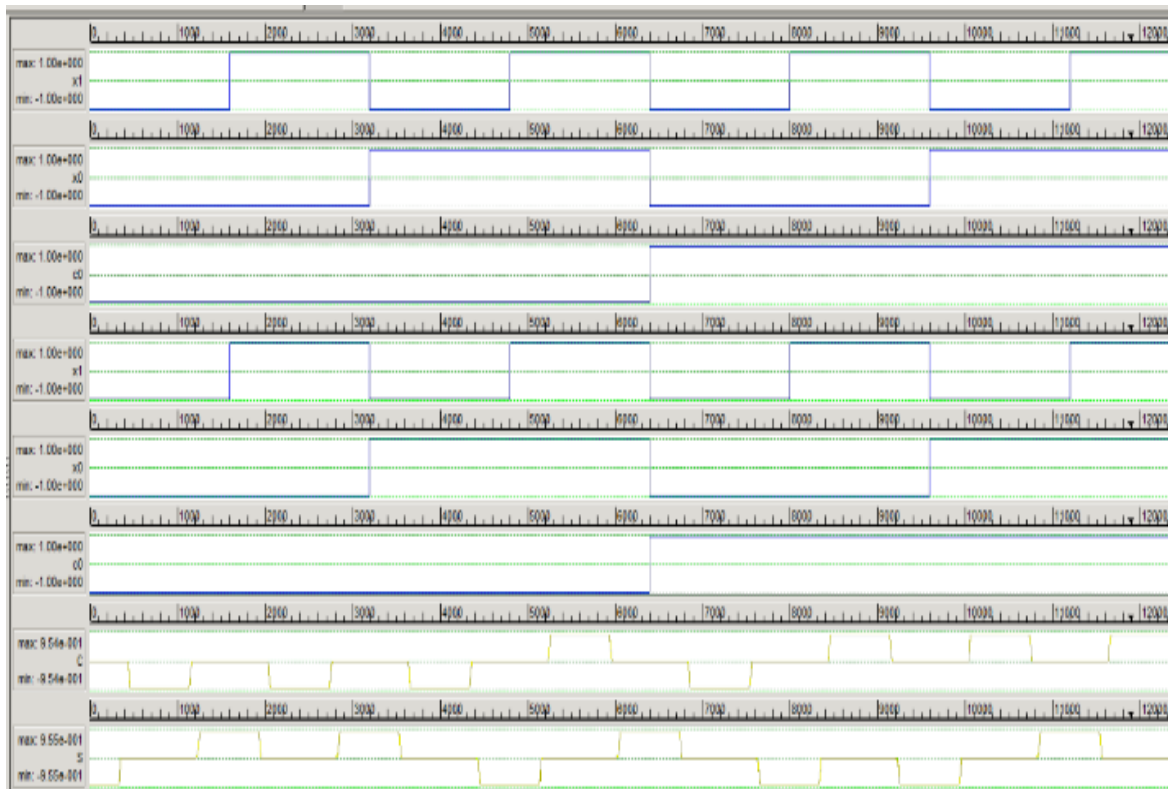 0 1000 2000 3000 4000 5000 6000 7000 8000 9000 10000 11000 12000
max: 1.00e+000
x1
min: -1.00e+000
0 1000 2000 3000 4000 5000 6000 7000 8000 9000 10000 11000 12000
max: 1.00e+000
x0
min: -1.00e+000
0 1000 2000 3000 4000 5000 6000 7000 8000 9000 10000 11000 12000
max: 1.00e+000
c0
min: -1.00e+000
0 1000 2000 3000 4000 5000 6000 7000 8000 9000 10000 11000 12000
max: 1.00e+000
x1
min: -1.00e+000
0 1000 2000 3000 4000 5000 6000 7000 8000 9000 10000 11000 12000
max: 1.00e+000
x0
min: -1.00e+000
0 1000 2000 3000 4000 5000 6000 7000 8000 9000 10000 11000 12000
max: 1.00e+000
c0
min: -1.00e+000
0 1000 2000 3000 4000 5000 6000 7000 8000 9000 10000 11000 12000
max: 9.54e-001
C
min: -9.54e-001
0 1000 2000 3000 4000 5000 6000 7000 8000 9000 10000 11000 12000
max: 9.55e-001
S
min: -9.55e-001